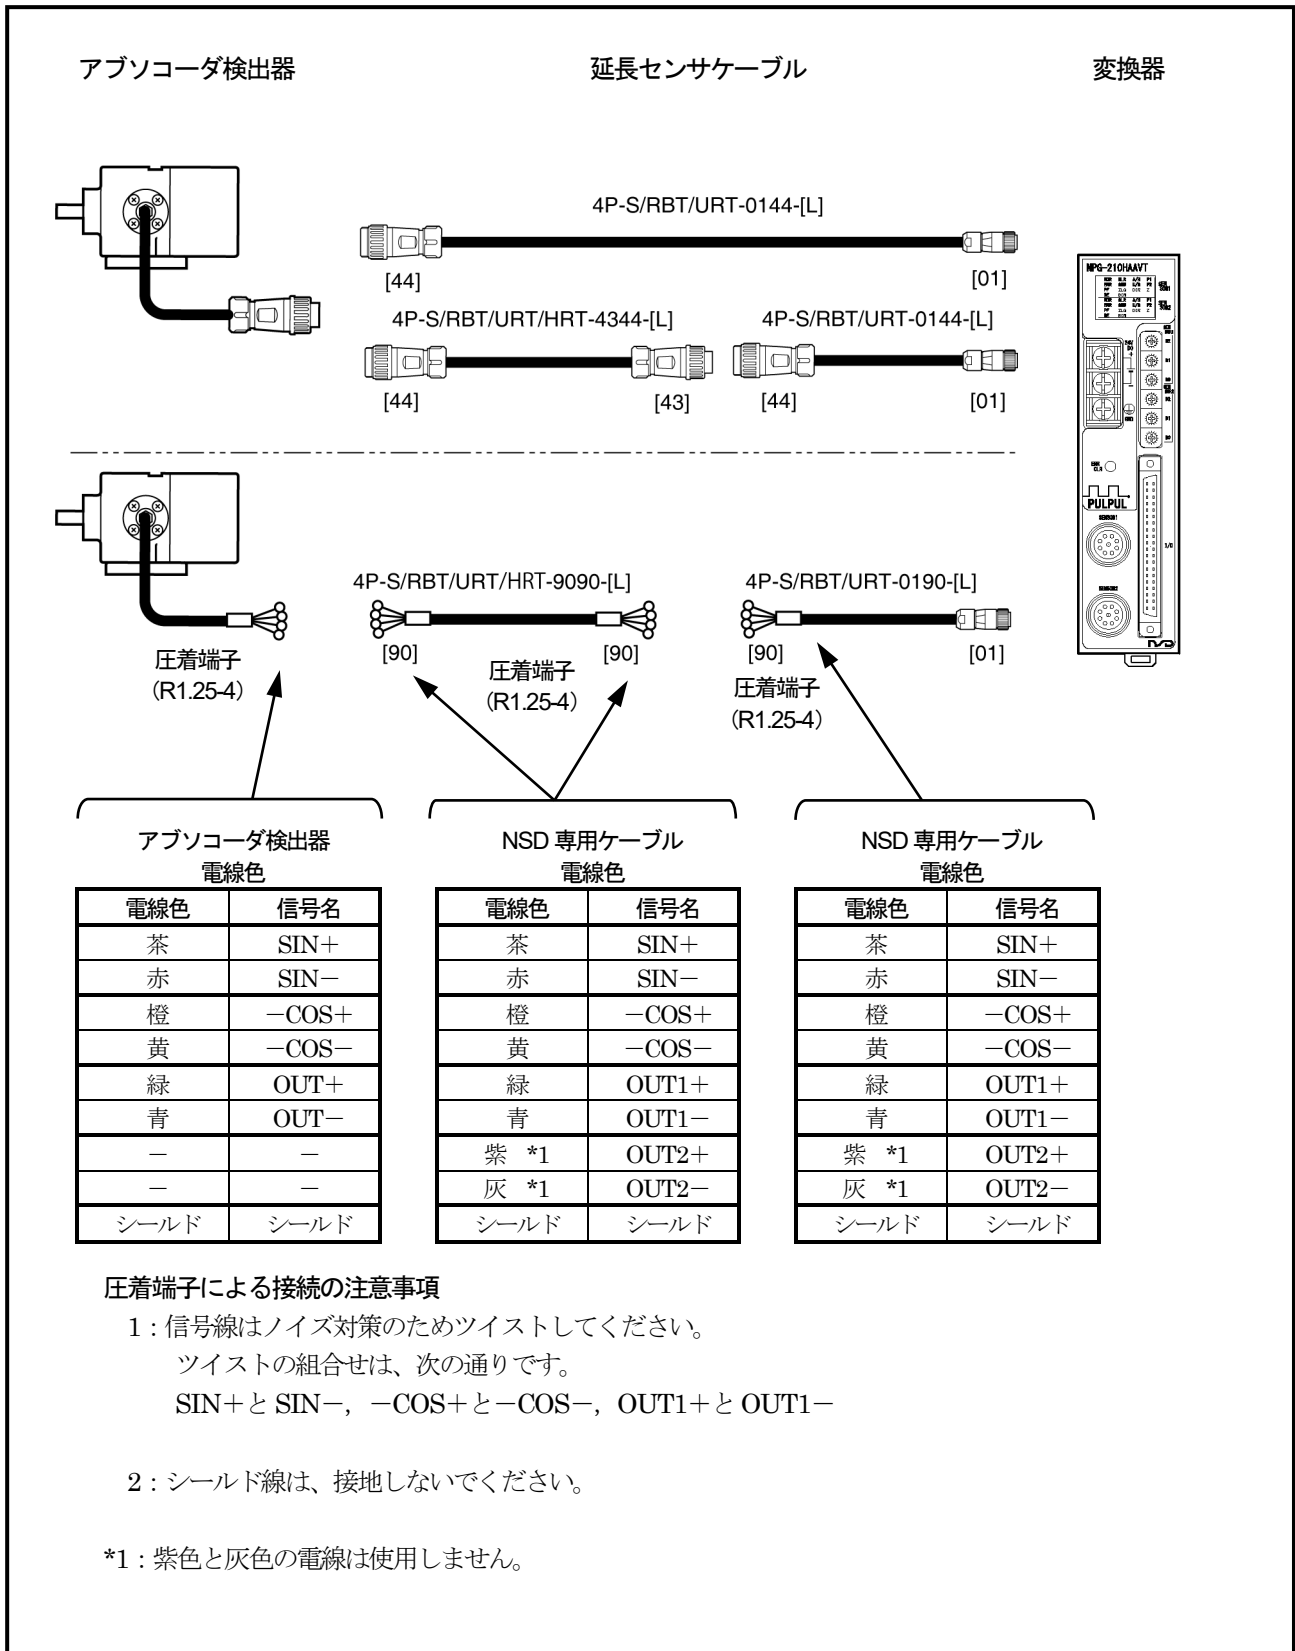 アブソコーダ検出器 延長センサケーブル 変換器
4P-S/RBT/URT-0144-[L]
[44] [01]
4P-S/RBT/URT/HRT-4344-[L] 4P-S/RBT/URT-0144-[L]
[44] [43] [44] [01]
NPG-210HAAVT
PULPUL
SENSOR1
I/O
SENSOR2
NSD
4P-S/RBT/URT/HRT-9090-[L] 4P-S/RBT/URT-0190-[L]
[90] [90] [90] [01]
圧着端子
(R1.25-4)
圧着端子
(R1.25-4)
圧着端子
(R1.25-4)
アブソコーダ検出器
電線色
電線色 信号名
茶 SIN+
赤 SIN−
橙 −COS+
黄 −COS−
緑 OUT+
青 OUT−
− −
− −
シールド シールド
NSD 専用ケーブル
電線色
電線色 信号名
茶 SIN+
赤 SIN−
橙 −COS+
黄 −COS−
緑 OUT1+
青 OUT1−
紫 *1 OUT2+
灰 *1 OUT2−
シールド シールド
NSD 専用ケーブル
電線色
電線色 信号名
茶 SIN+
赤 SIN−
橙 −COS+
黄 −COS−
緑 OUT1+
青 OUT1−
紫 *1 OUT2+
灰 *1 OUT2−
シールド シールド
圧着端子による接続の注意事項
1：信号線はノイズ対策のためツイストしてください。
ツイストの組合せは、次の通りです。
SIN+と SIN−，−COS+と−COS−，OUT1+と OUT1−
2：シールド線は、接地しないでください。
*1：紫色と灰色の電線は使用しません。